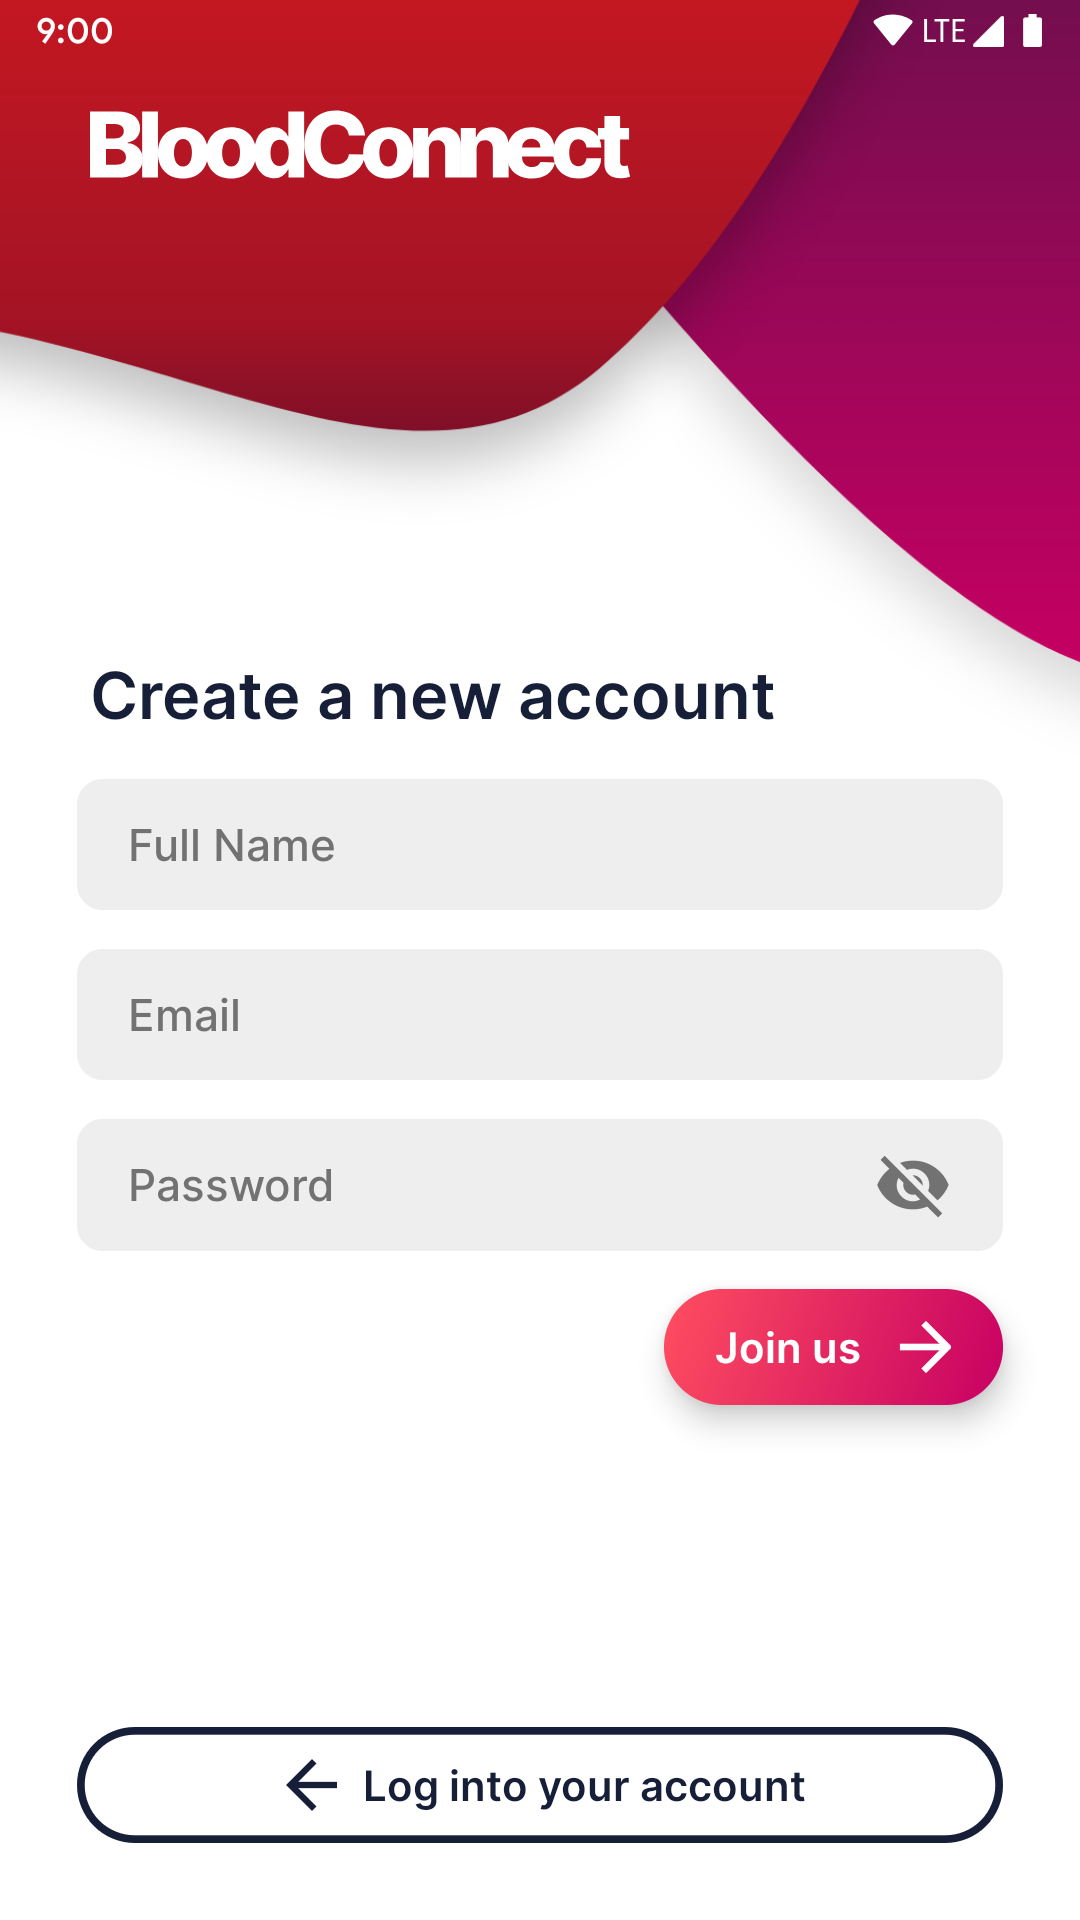 9:00
LTE
BloodConnect
Create a new account
Full Name
Email
Password
Join us
Log into your account